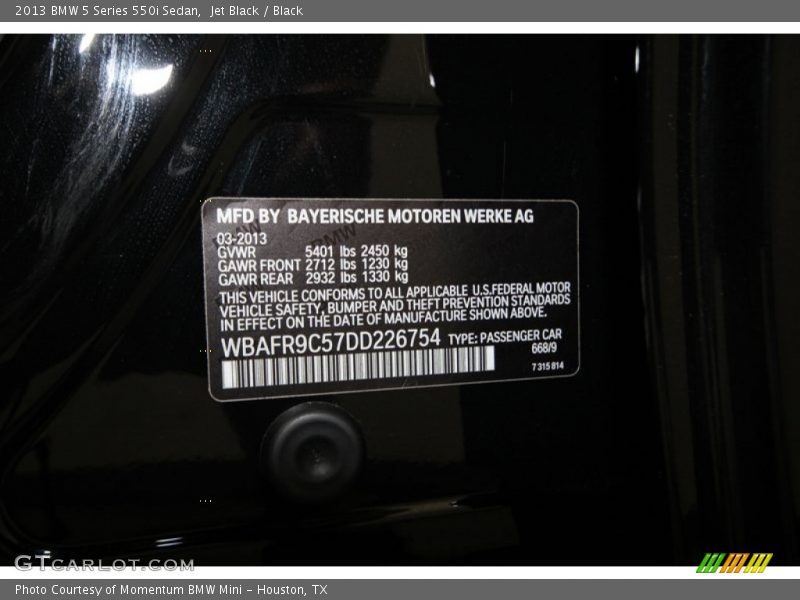 2013 BMW 5 Series 550i Sedan,  Jet Black / Black
MFD BY BAYERISCHE MOTOREN WERKE AG
03-2013
GVWR 5401 lbs 2450 kg
GAWR FRONT 2712 lbs 1230 kg
GAWR REAR 2932 lbs 1330 kg
THIS VEHICLE CONFORMS TO ALL APPLICABLE U.S.FEDERAL MOTOR
VEHICLE SAFETY, BUMPER AND THEFT PREVENTION STANDARDS
IN EFFECT ON THE DATE OF MANUFACTURE SHOWN ABOVE.
WBAFR9C57DD226754 TYPE: PASSENGER CAR
668/9
7 315 814
GTCARLOT.COM
Photo Courtesy of Momentum BMW Mini - Houston, TX